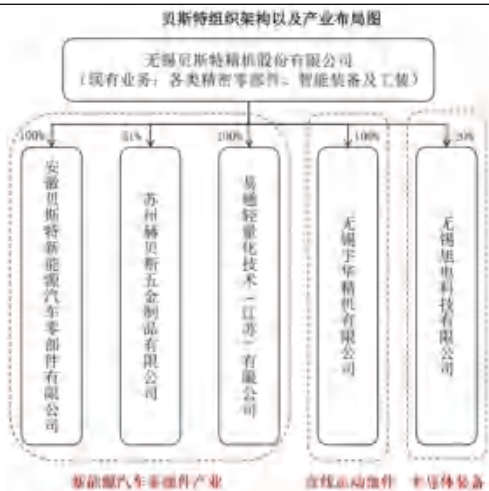 贝斯特组织架构以及产业布局图
无锡贝斯特精机股份有限公司
（现有业务：各类精密零部件；智能装备及工装）
100%
51%
100%
100%
20%
安徽贝斯特新能源汽车零部件有限公司
苏州赫贝斯五金制品有限公司
易通轻量化技术（江苏）有限公司
无锡宇华精机有限公司
无锡旭电科技有限公司
新能源汽车零部件产业
直线运动部件
半导体装备